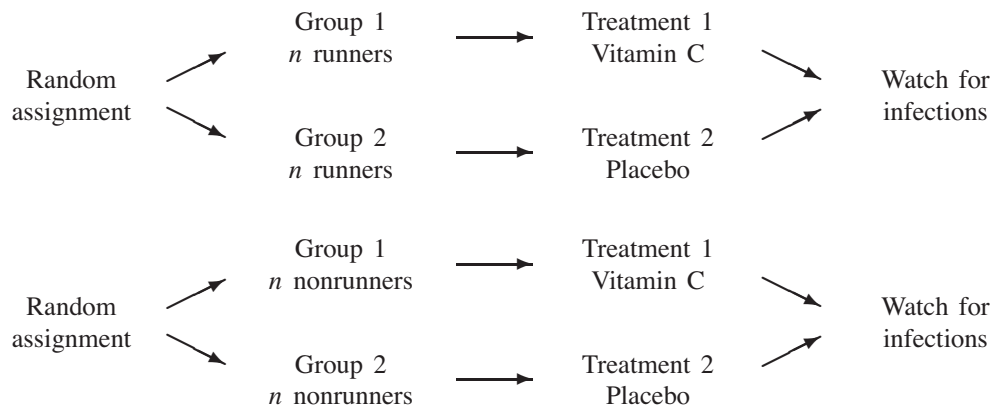 Group 1
n runners
Treatment 1
Vitamin C
Random
assignment
Watch for
infections
Group 2
n runners
Treatment 2
Placebo
Group 1
n nonrunners
Treatment 1
Vitamin C
Random
assignment
Watch for
infections
Group 2
n nonrunners
Treatment 2
Placebo